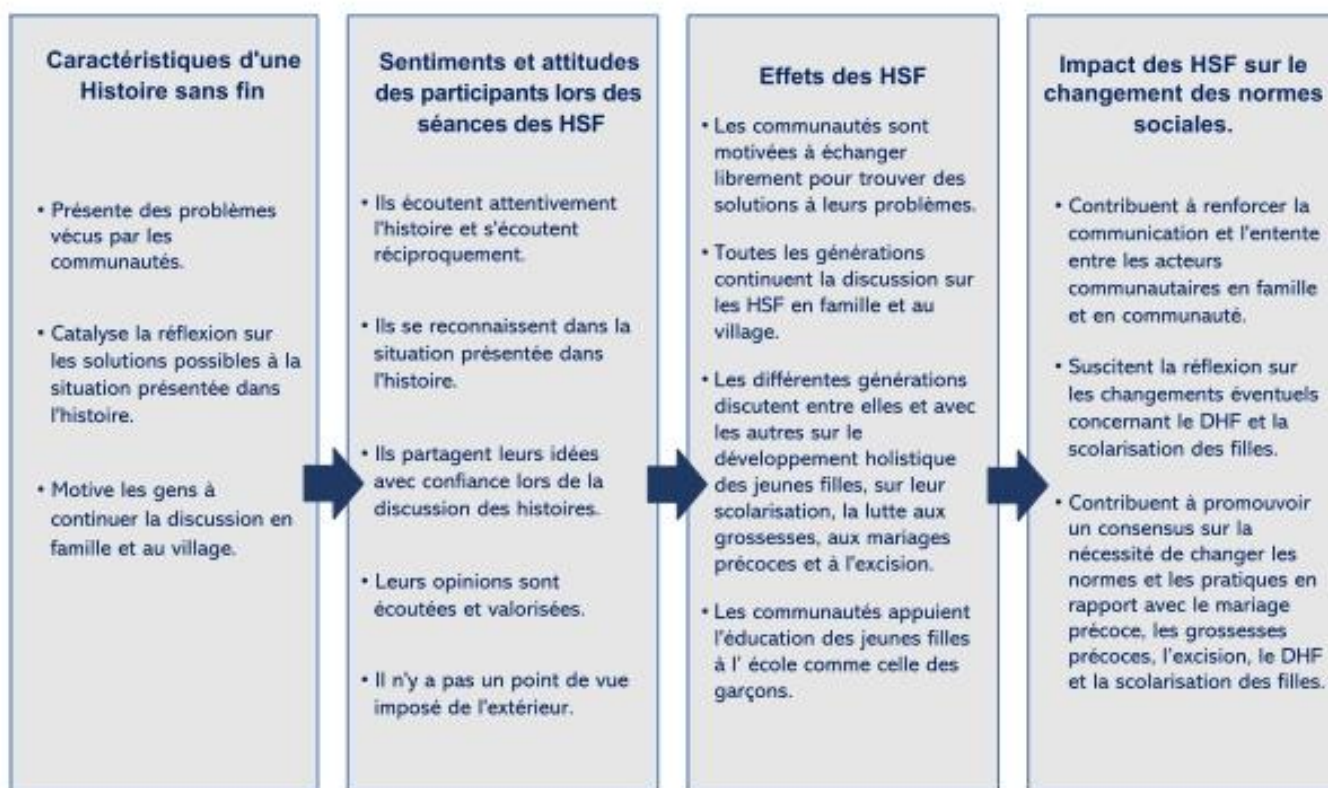 Caractéristiques d'une
Histoire sans fin
• Présente des problèmes
vécus par les
communautés.
• Catalyse la réflexion sur
les solutions possibles à la
situation présentée dans
l'histoire.
• Motive les gens à
continuer la discussion en
famille et au village.
Sentiments et attitudes
des participants lors des
séances des HSF
• Ils écoutent attentivement
l'histoire et s'écoutent
réciproquement.
• Ils se reconnaissent dans la
situation présentée dans
l'histoire.
• Ils partagent leurs idées
avec confiance lors de la
discussion des histoires.
• Leurs opinions sont
écoutées et valorisées.
• Il n'y a pas un point de vue
imposé de l'extérieur.
Effets des HSF
• Les communautés sont
motivées à échanger
librement pour trouver des
solutions à leurs problèmes.
• Toutes les générations
continuent la discussion sur
les HSF en famille et au
village.
• Les différentes générations
discutent entre elles et avec
les autres sur le
développement holistique
des jeunes filles, sur leur
scolarisation, la lutte aux
grossesses, aux mariages
précoces et à l'excision.
• Les communautés appuient
l'éducation des jeunes filles
à l' école comme celle des
garçons.
Impact des HSF sur le
changement des normes
sociales.
• Contribuent à renforcer la
communication et l'entente
entre les acteurs
communautaires en famille
et en communauté.
• Suscitent la réflexion sur
les changements éventuels
concernant le DHF et la
scolarisation des filles.
• Contribuent à promouvoir
un consensus sur la
nécessité de changer les
normes et les pratiques en
rapport avec le mariage
précoce, les grossesses
précoces, l'excision, le DHF
et la scolarisation des filles.